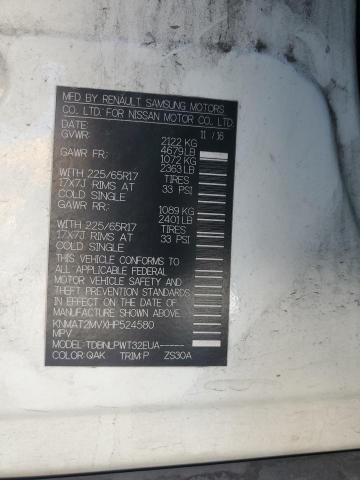 MFD BY RENAULT SAMSUNG MOTORS
CO., LTD. FOR NISSAN MOTOR CO., LTD.
DATE: 11 / 16
GVWR: 2122 KG
4679 LB
GAWR FR: 1072 KG
2363 LB
WITH 225/65R17 TIRES
17X7J RIMS AT 33 PSI
COLD SINGLE
GAWR RR: 1089 KG
2401 LB
WITH 225/65R17 TIRES
17X7J RIMS AT 33 PSI
COLD SINGLE
THIS VEHICLE CONFORMS TO
ALL APPLICABLE FEDERAL
MOTOR VEHICLE SAFETY
STANDARDS IN EFFECT ON
THE DATE OF MANUFACTURE
SHOWN ABOVE.
KNMAT2MVXHP524580
MPV
MODEL: TDBNLPWT32EUA-----
COLOR: QAK TRIM: P ZS30A